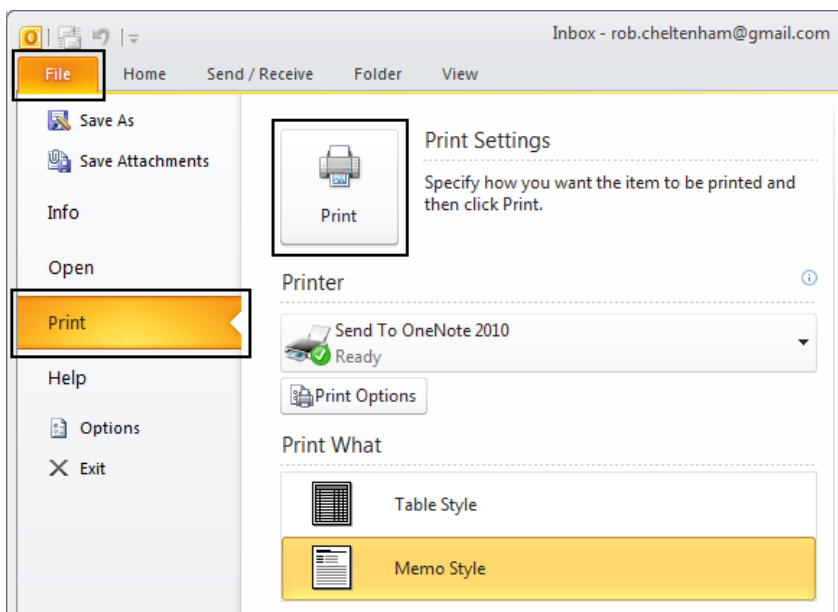 Inbox - rob.cheltenham@gmail.com
File Home Send / Receive Folder View
Save As
Save Attachments
Info
Open
Print
Help
Options
Exit
Print
Print Settings
Specify how you want the item to be printed and
then click Print.
Printer
Send To OneNote 2010
Ready
Print Options
Print What
Table Style
Memo Style